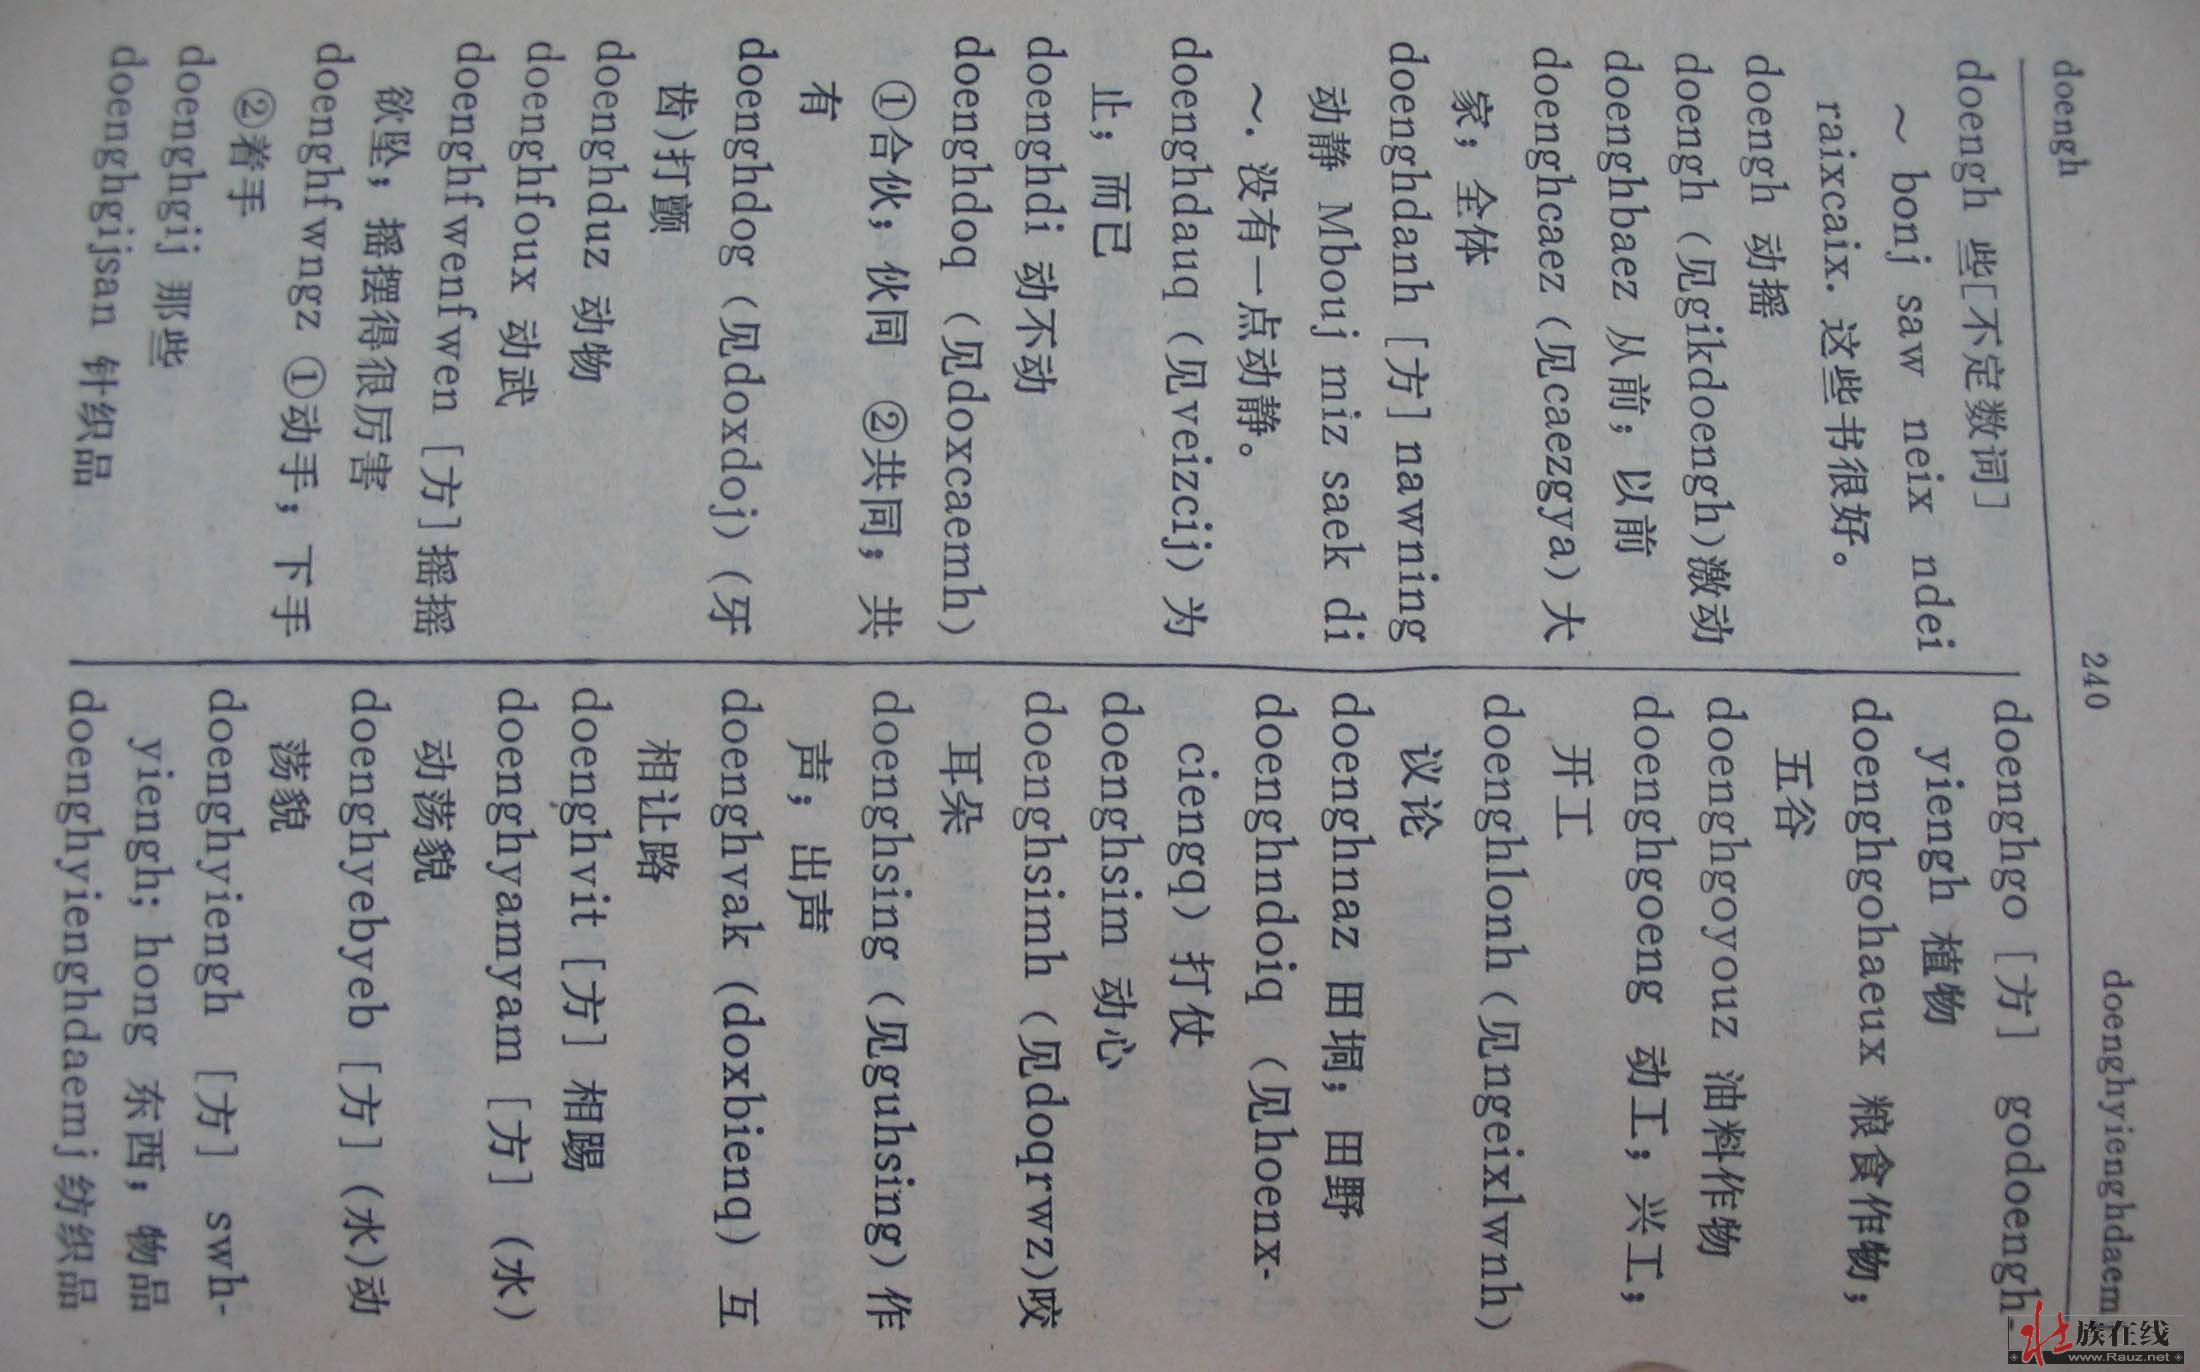 doengh
240
doenghyienghdaem
doengh 些[不定数词]
～ bonj saw neix ndei
raixcaix. 这些书很好。
doengh 动摇
doengh (见gikdoengh)激动
doenghbaez 从前；以前
doenghcaez (见caezgya) 大
家；全体
doenghdanh [方] nawning
动静 Mbouj miz saek di
～. 没有一点动静。
doenghdauq (见veizcij) 为
止；而已
doenghdi 动不动
doenghdoq (见doxcaemh)
①合伙；伙同 ②共同；共
有
doenghdog (见doxdoj) (牙
齿)打颤
doenghduz 动物
doenghfoux 动武
doenghfwenfwen [方]摇摇
欲坠；摇摆得很厉害
doenghfwngz ①动手；下手
②着手
doenghgij 那些
doenghgijsan 针织品
doenghgo [方] godoengh-
yiengh 植物
doenghgohaeux 粮食作物；
五谷
doenghgoyouz 油料作物
doenghgoeng 动工；兴工；
开工
doenghlonh (见ngeixlwnh)
议论
doenghnaz 田垌；田野
doenghndoiq (见hoenx-
ciengq) 打仗
doenghsim 动心
doenghsimh (见doqrwz)咬
耳朵
doenghsing (见guhsing) 作
声；出声
doenghvak (doxbienq) 互
相让路
doenghvit [方] 相踢
doenghyamyam [方] (水)
动荡貌
doenghyebyeb [方] (水)动
荡貌
doenghyiengh [方] swh-
yiengh; hong 东西；物品
doenghyienghdaemj 纺织品
壮族在线
www.Rauz.net